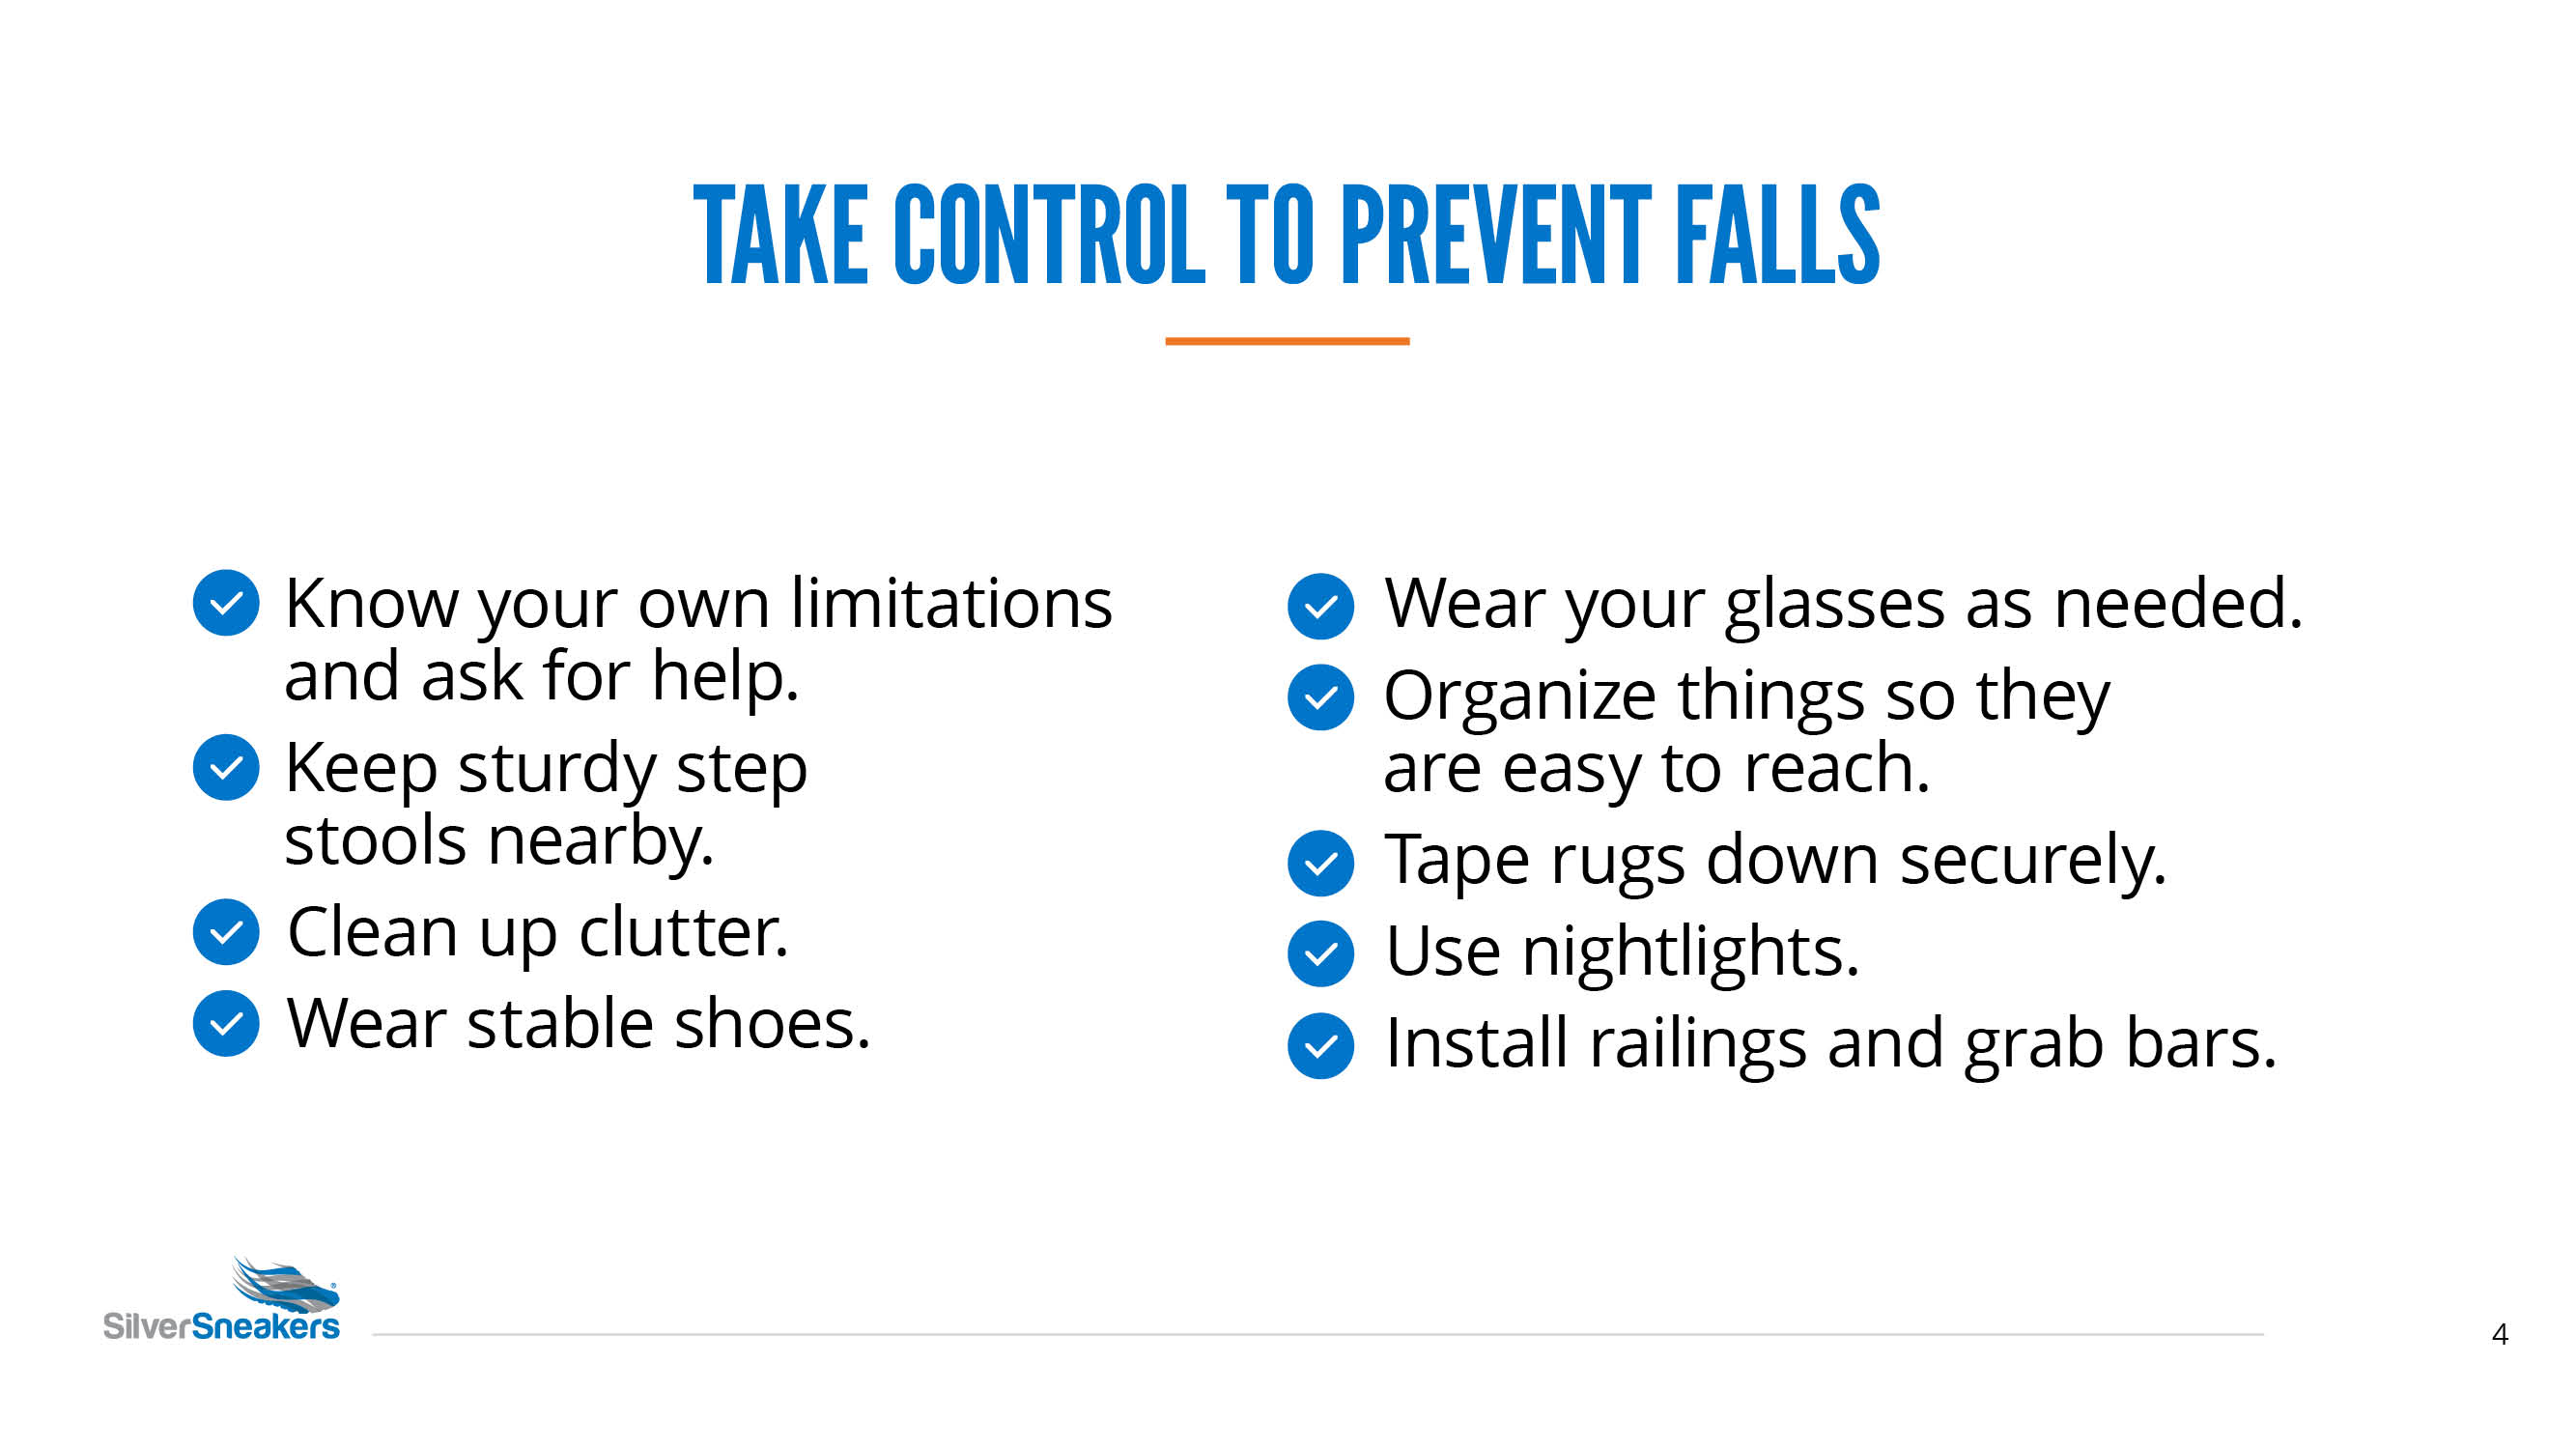 TAKE CONTROL TO PREVENT FALLS
Know your own limitations
and ask for help.
Keep sturdy step
stools nearby.
Clean up clutter.
Wear stable shoes.
Wear your glasses as needed.
Organize things so they
are easy to reach.
Tape rugs down securely.
Use nightlights.
Install railings and grab bars.
SilverSneakers®
4